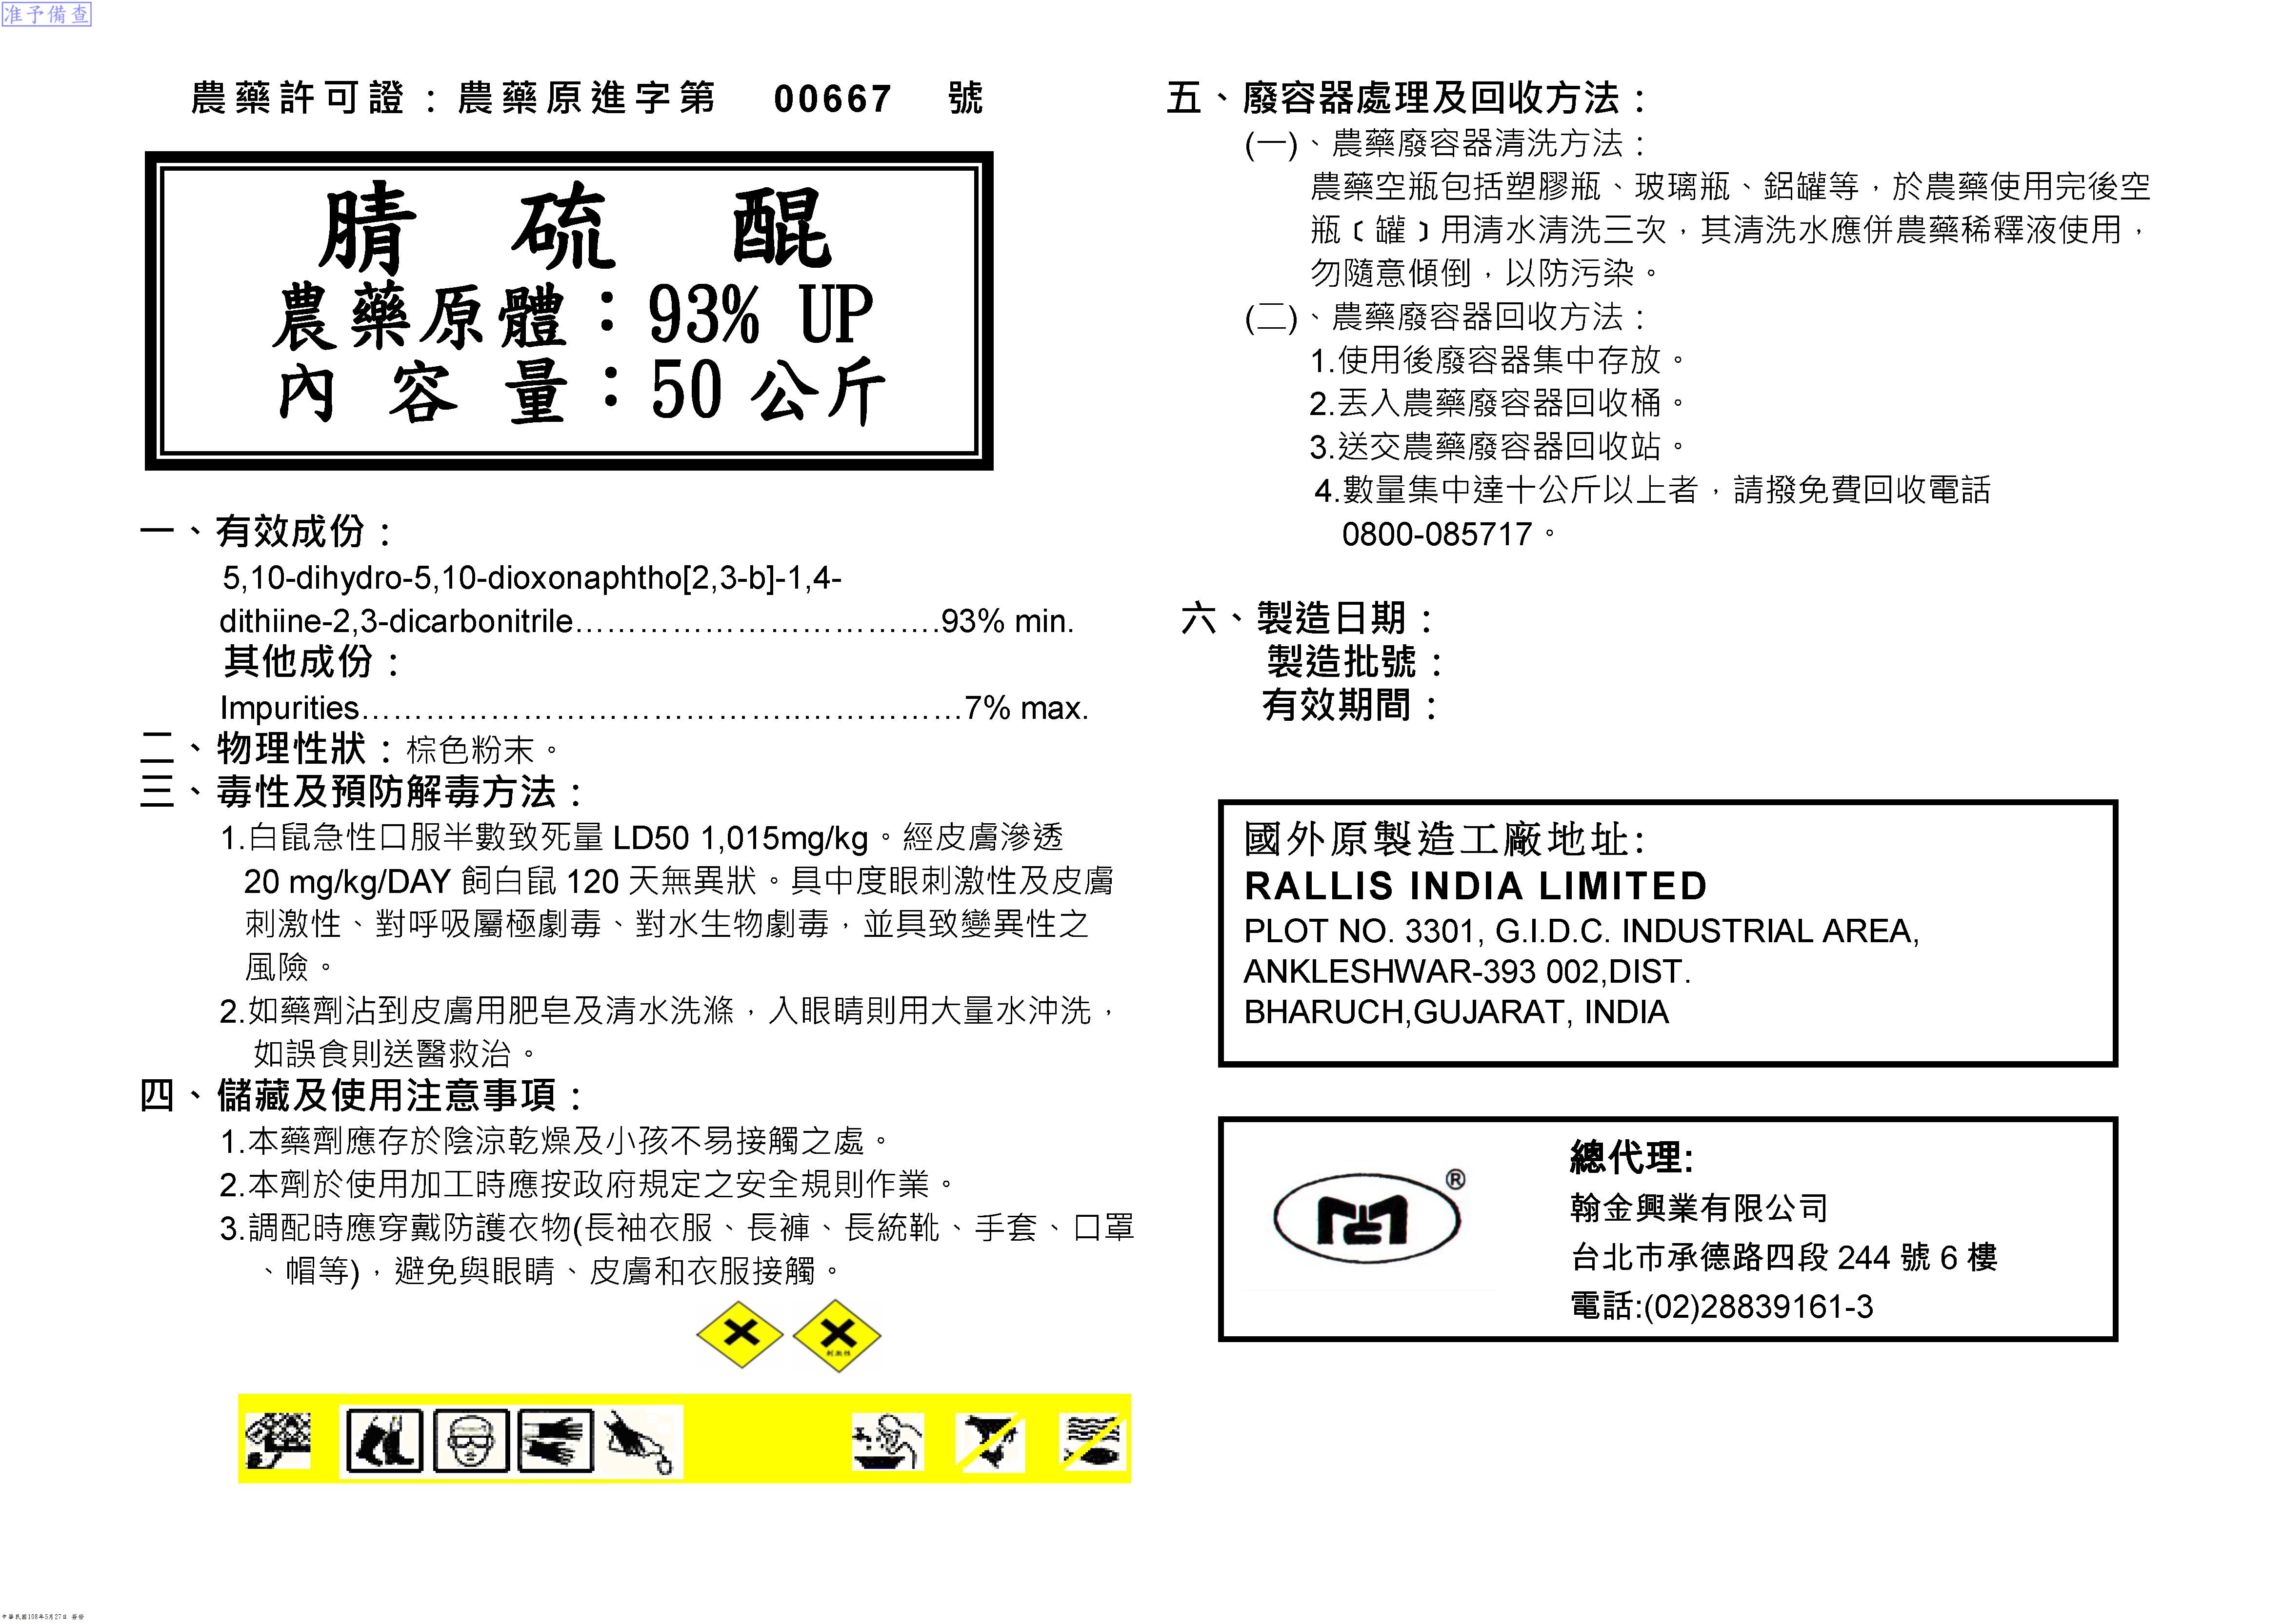 准予備查
農藥許可證：農藥原進字第 00667 號
腈 硫 醌
農藥原體：93% UP
內 容 量：50 公斤
一、有效成份：
5,10-dihydro-5,10-dioxonaphtho[2,3-b]-1,4-
dithiine-2,3-dicarbonitrile…………………………….93% min.
其他成份：
Impurities…………………………………..……………7% max.
二、物理性狀：棕色粉末。
三、毒性及預防解毒方法：
1.白鼠急性口服半數致死量 LD50 1,015mg/kg。經皮膚滲透
20 mg/kg/DAY 飼白鼠 120 天無異狀。具中度眼刺激性及皮膚
刺激性、對呼吸屬極劇毒、對水生物劇毒，並具致變異性之
風險。
2.如藥劑沾到皮膚用肥皂及清水洗滌，入眼睛則用大量水沖洗，
如誤食則送醫救治。
四、儲藏及使用注意事項：
1.本藥劑應存於陰涼乾燥及小孩不易接觸之處。
2.本劑於使用加工時應按政府規定之安全規則作業。
3.調配時應穿戴防護衣物(長袖衣服、長褲、長統靴、手套、口罩
、帽等)，避免與眼睛、皮膚和衣服接觸。
刺激性
五、廢容器處理及回收方法：
(一)、農藥廢容器清洗方法：
農藥空瓶包括塑膠瓶、玻璃瓶、鋁罐等，於農藥使用完後空
瓶﹝罐﹞用清水清洗三次，其清洗水應併農藥稀釋液使用，
勿隨意傾倒，以防污染。
(二)、農藥廢容器回收方法：
1.使用後廢容器集中存放。
2.丟入農藥廢容器回收桶。
3.送交農藥廢容器回收站。
4.數量集中達十公斤以上者，請撥免費回收電話
0800-085717。
六、製造日期：
製造批號：
有效期間：
國外原製造工廠地址:
RALLIS INDIA LIMITED
PLOT NO. 3301, G.I.D.C. INDUSTRIAL AREA,
ANKLESHWAR-393 002,DIST.
BHARUCH,GUJARAT, INDIA
®
總代理:
翰金興業有限公司
台北市承德路四段 244 號 6 樓
電話:(02)28839161-3
中華民國108年5月27日 簽發